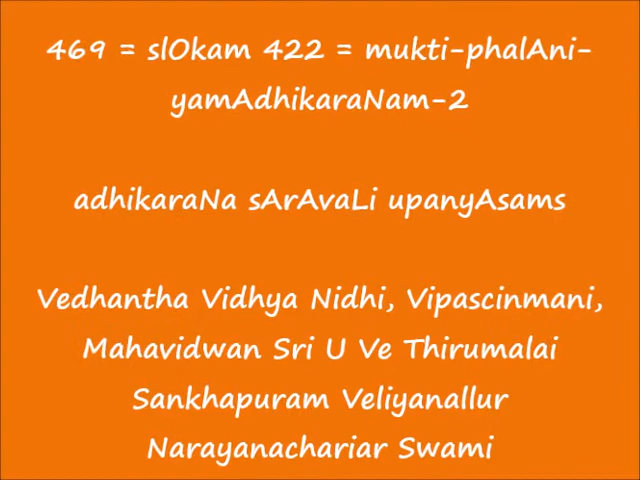 469 = slOkam 422 = mukti-phalAni-
yamAdhikaraNam-2
adhikaraNa sArAvaLi upanyAsams
Vedhantha Vidhya Nidhi, Vipascinmani,
Mahavidwan Sri U Ve Thirumalai
Sankhapuram Veliyanallur
Narayanachariar Swami